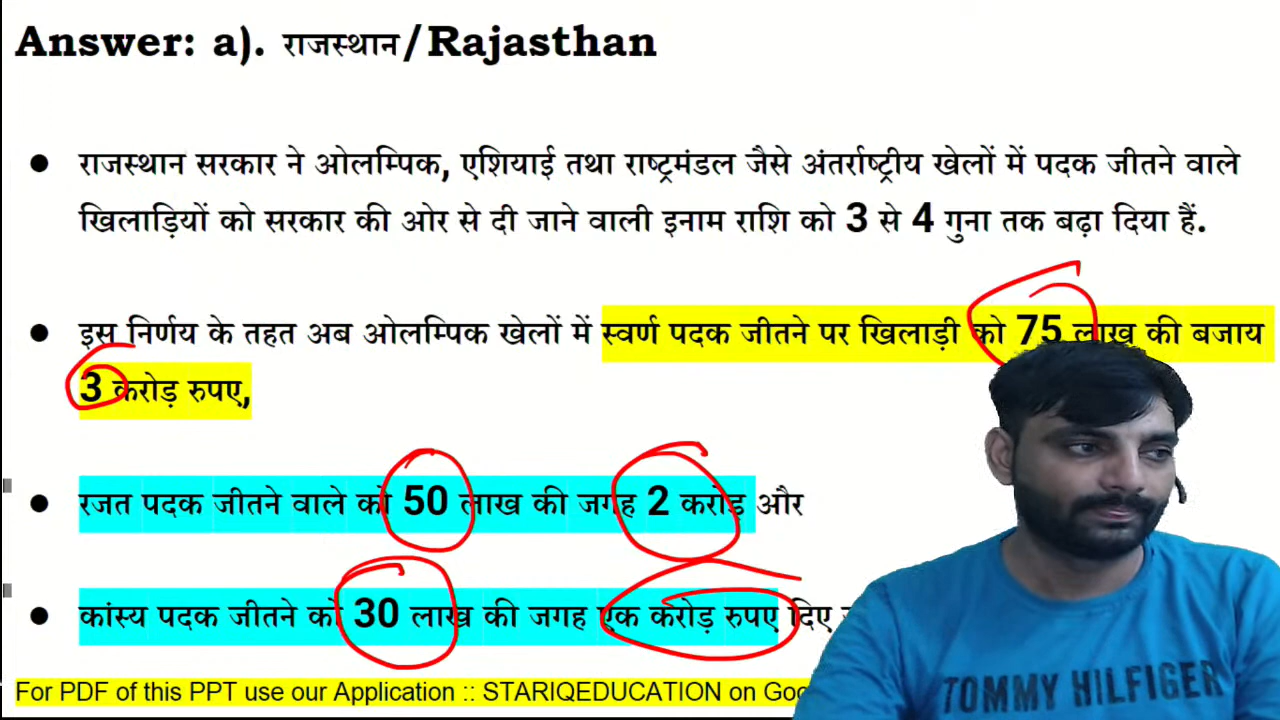 Answer: a). राजस्थान/Rajasthan
● राजस्थान सरकार ने ओलम्पिक, एशियाई तथा राष्ट्रमंडल जैसे अंतर्राष्ट्रीय खेलों में पदक जीतने वाले
खिलाड़ियों को सरकार की ओर से दी जाने वाली इनाम राशि को 3 से 4 गुना तक बढ़ा दिया हैं.
● इस निर्णय के तहत अब ओलम्पिक खेलों में स्वर्ण पदक जीतने पर खिलाड़ी को 75 लाख की बजाय
3 करोड़ रुपए,
● रजत पदक जीतने वाले को 50 लाख की जगह 2 करोड़ और
● कांस्य पदक जीतने को 30 लाख की जगह एक करोड़ रुपए दिए
For PDF of this PPT use our Application :: STARIQEDUCATION on
TOMMY HILFIGER